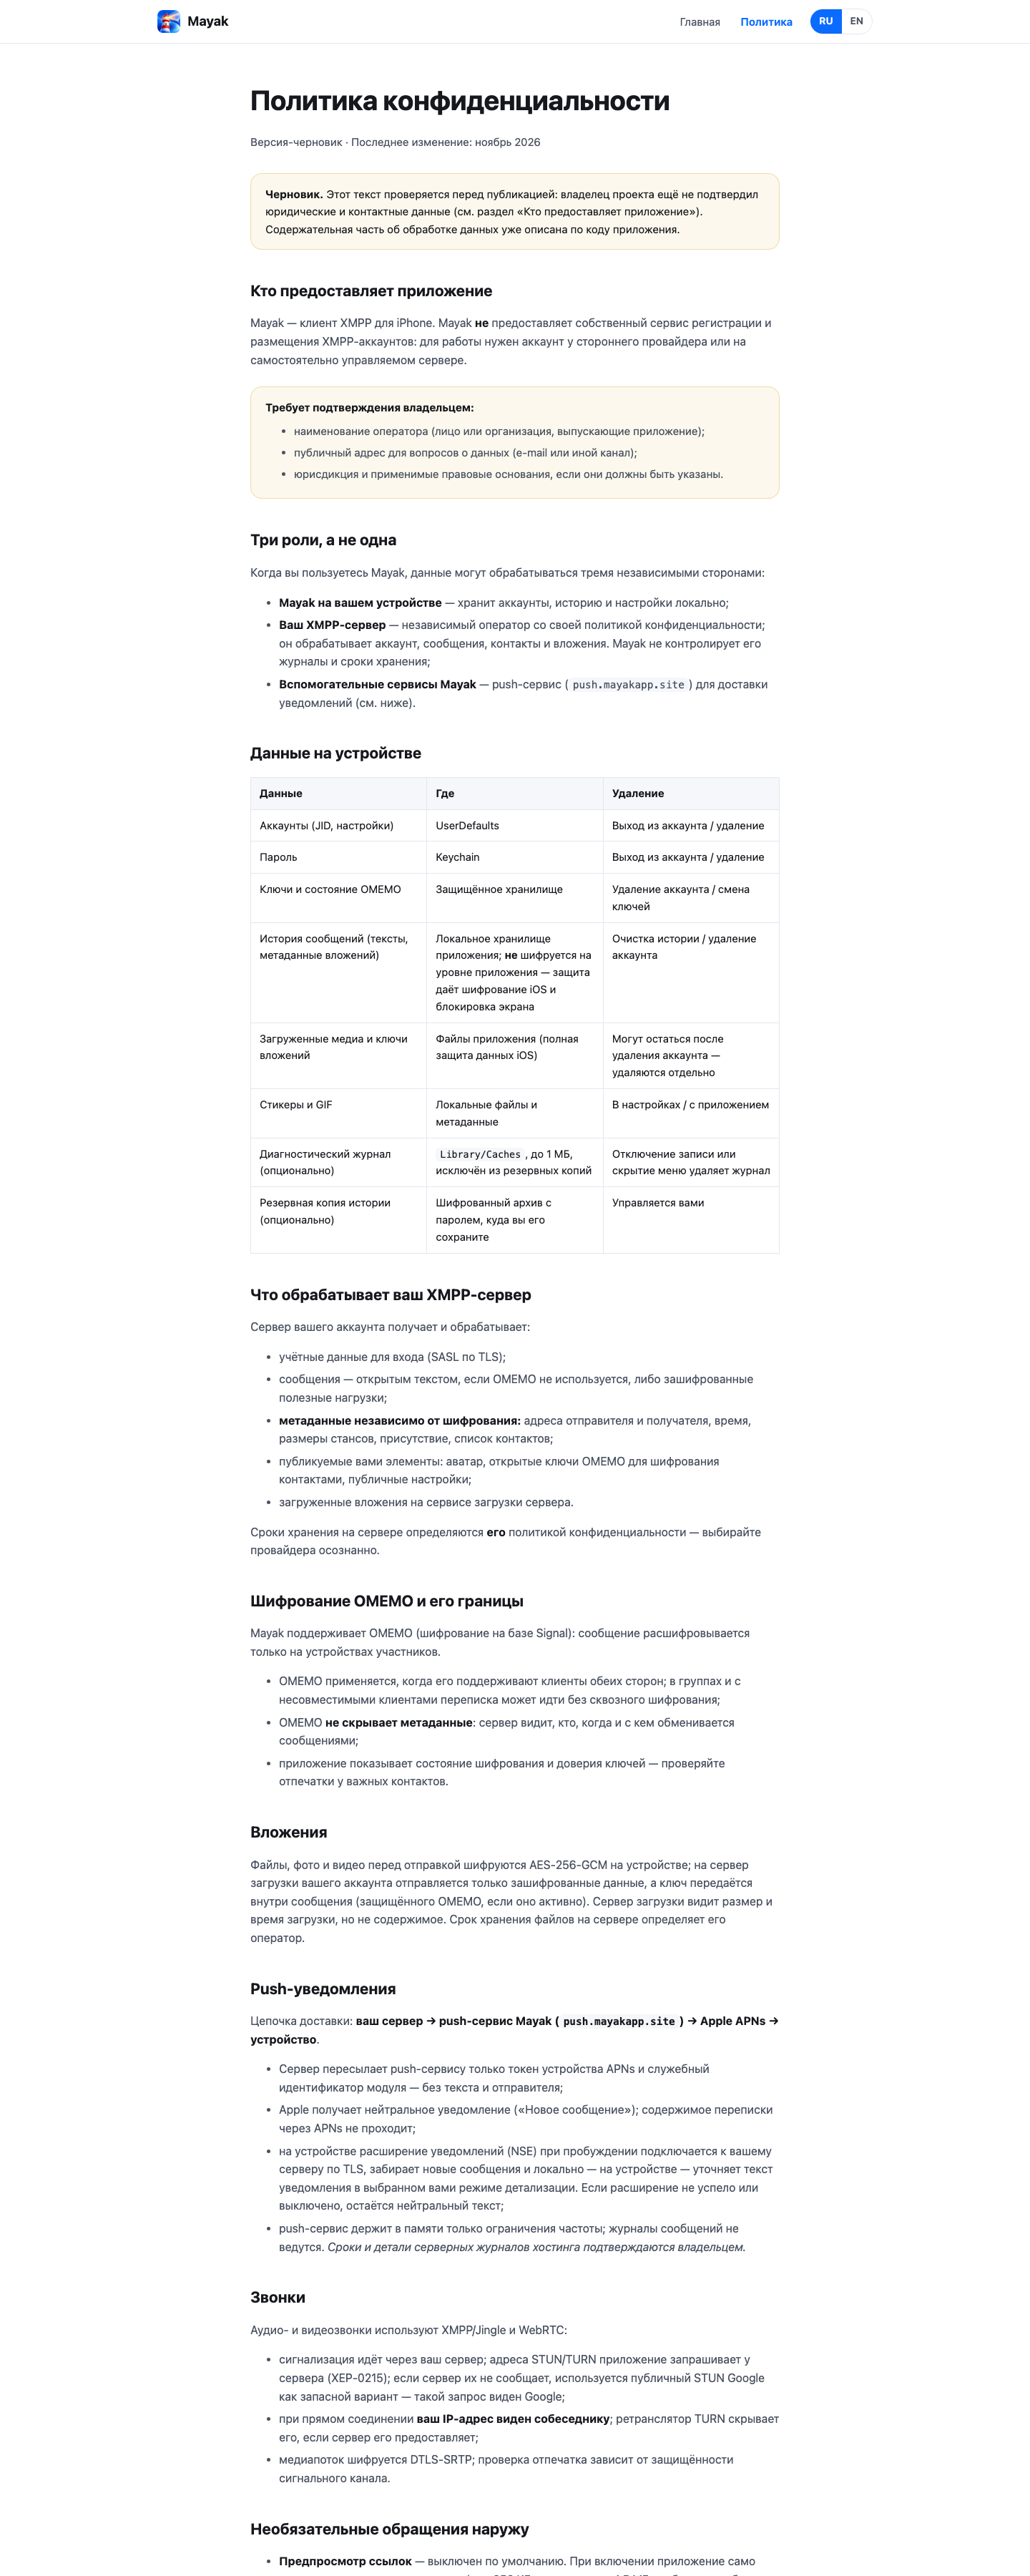 Mayak
Главная Политика RU EN
Политика конфиденциальности
Версия-черновик · Последнее изменение: ноябрь 2026
Черновик. Этот текст проверяется перед публикацией: владелец проекта ещё не подтвердил
юридические и контактные данные (см. раздел «Кто предоставляет приложение»).
Содержательная часть об обработке данных уже описана по коду приложения.
Кто предоставляет приложение
Mayak — клиент XMPP для iPhone. Mayak не предоставляет собственный сервис регистрации и
размещения XMPP-аккаунтов: для работы нужен аккаунт у стороннего провайдера или на
самостоятельно управляемом сервере.
Требует подтверждения владельцем:
• наименование оператора (лицо или организация, выпускающие приложение);
• публичный адрес для вопросов о данных (e-mail или иной канал);
• юрисдикция и применимые правовые основания, если они должны быть указаны.
Три роли, а не одна
Когда вы пользуетесь Mayak, данные могут обрабатываться тремя независимыми сторонами:
• Mayak на вашем устройстве — хранит аккаунты, историю и настройки локально;
• Ваш XMPP-сервер — независимый оператор со своей политикой конфиденциальности;
он обрабатывает аккаунт, сообщения, контакты и вложения. Mayak не контролирует его
журналы и сроки хранения;
• Вспомогательные сервисы Mayak — push-сервис ( push.mayakapp.site ) для доставки
уведомлений (см. ниже).
Данные на устройстве
Данные Где Удаление
Аккаунты (JID, настройки) UserDefaults Выход из аккаунта / удаление
Пароль Keychain Выход из аккаунта / удаление
Ключи и состояние OMEMO Защищённое хранилище Удаление аккаунта / смена
ключей
История сообщений (тексты, Локальное хранилище Очистка истории / удаление
метаданные вложений) приложения; не шифруется на аккаунта
уровне приложения — защита
даёт шифрование iOS и
блокировка экрана
Загруженные медиа и ключи Файлы приложения (полная Могут остаться после
вложений защита данных iOS) удаления аккаунта —
удаляются отдельно
Стикеры и GIF Локальные файлы и В настройках / с приложением
метаданные
Диагностический журнал Library/Caches , до 1 МБ, Отключение записи или
(опционально) исключён из резервных копий скрытие меню удаляет журнал
Резервная копия истории Шифрованный архив с Управляется вами
(опционально) паролем, куда вы его
сохраните
Что обрабатывает ваш XMPP-сервер
Сервер вашего аккаунта получает и обрабатывает:
• учётные данные для входа (SASL по TLS);
• сообщения — открытым текстом, если OMEMO не используется, либо зашифрованные
полезные нагрузки;
• метаданные независимо от шифрования: адреса отправителя и получателя, время,
размеры стансов, присутствие, список контактов;
• публикуемые вами элементы: аватар, открытые ключи OMEMO для шифрования
контактами, публичные настройки;
• загруженные вложения на сервисе загрузки сервера.
Сроки хранения на сервере определяются его политикой конфиденциальности — выбирайте
провайдера осознанно.
Шифрование OMEMO и его границы
Mayak поддерживает OMEMO (шифрование на базе Signal): сообщение расшифровывается
только на устройствах участников.
• OMEMO применяется, когда его поддерживают клиенты обеих сторон; в группах и с
несовместимыми клиентами переписка может идти без сквозного шифрования;
• OMEMO не скрывает метаданные: сервер видит, кто, когда и с кем обменивается
сообщениями;
• приложение показывает состояние шифрования и доверия ключей — проверяйте
отпечатки у важных контактов.
Вложения
Файлы, фото и видео перед отправкой шифруются AES-256-GCM на устройстве; на сервер
загрузки вашего аккаунта отправляется только зашифрованные данные, а ключ передаётся
внутри сообщения (защищённого OMEMO, если оно активно). Сервер загрузки видит размер и
время загрузки, но не содержимое. Срок хранения файлов на сервере определяет его
оператор.
Push-уведомления
Цепочка доставки: ваш сервер → push-сервис Mayak ( push.mayakapp.site ) → Apple APNs →
устройство.
• Сервер пересылает push-сервису только токен устройства APNs и служебный
идентификатор модуля — без текста и отправителя;
• Apple получает нейтральное уведомление («Новое сообщение»); содержимое переписки
через APNs не проходит;
• на устройстве расширение уведомлений (NSE) при пробуждении подключается к вашему
серверу по TLS, забирает новые сообщения и локально — на устройстве — уточняет текст
уведомления в выбранном вами режиме детализации. Если расширение не успело или
выключено, остаётся нейтральный текст;
• push-сервис держит в памяти только ограничения частоты; журналы сообщений не
ведутся. Сроки и детали серверных журналов хостинга подтверждаются владельцем.
Звонки
Аудио- и видеозвонки используют XMPP/Jingle и WebRTC:
• сигнализация идёт через ваш сервер; адреса STUN/TURN приложение запрашивает у
сервера (XEP-0215); если сервер их не сообщает, используется публичный STUN Google
как запасной вариант — такой запрос виден Google;
• при прямом соединении ваш IP-адрес виден собеседнику; ретранслятор TURN скрывает
его, если сервер его предоставляет;
• медиапоток шифруется DTLS-SRTP; проверка отпечатка зависит от защищённости
сигнального канала.
Необязательные обращения наружу
• Предпросмотр ссылок — выключен по умолчанию. При включении приложение само